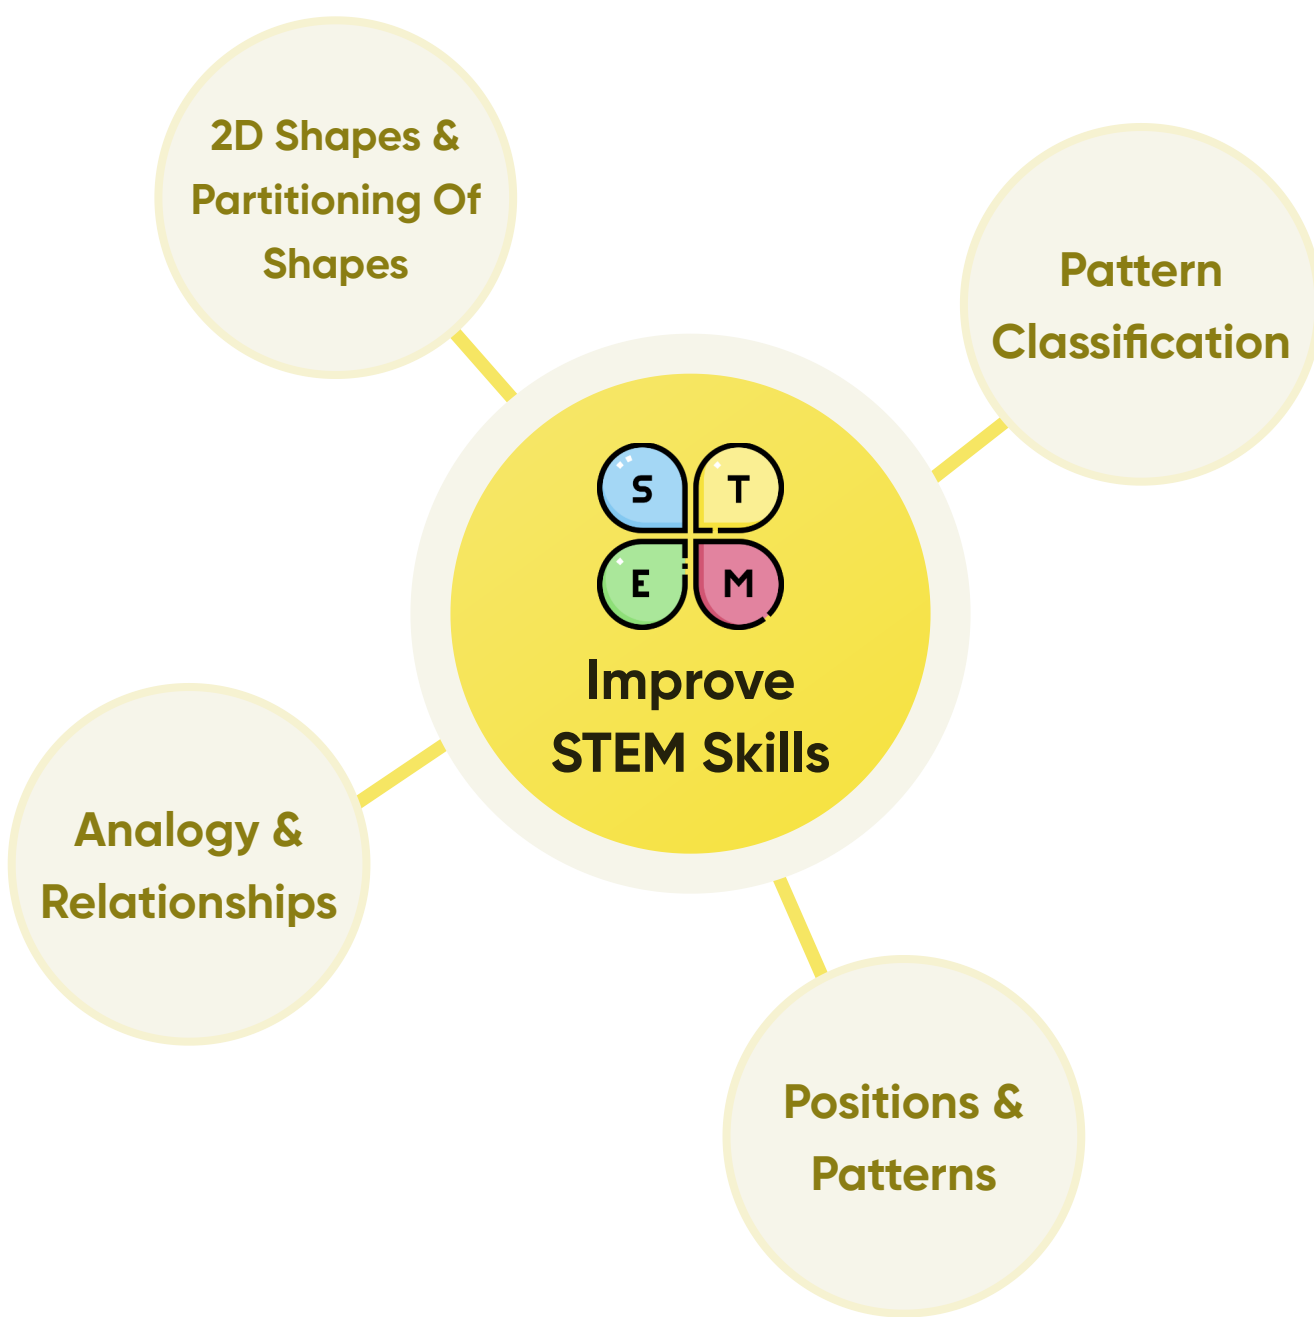 2D Shapes &
Partitioning Of
Shapes
Pattern
Classification
S T
E M
Improve
STEM Skills
Analogy &
Relationships
Positions &
Patterns